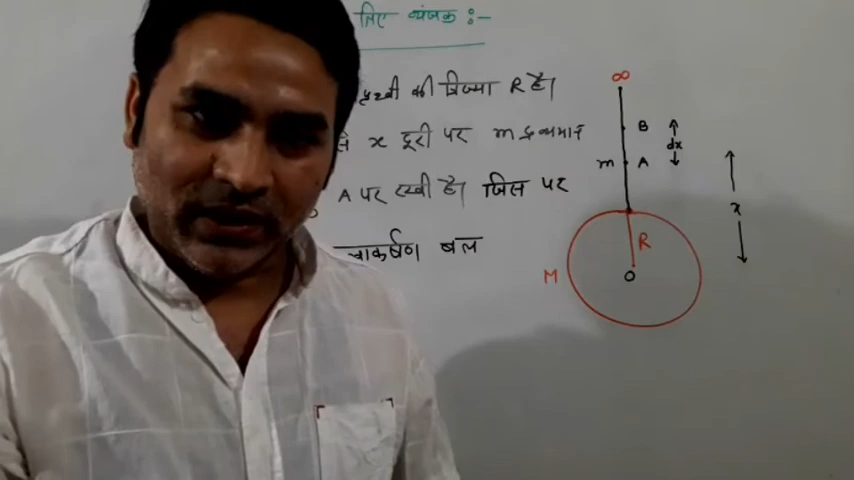 लिए व्यंजक :-
पृथ्वी की त्रिज्या R है।
से x दूरी पर m द्रव्यमान
A पर रखी है। जिस पर
आकर्षण बल
∞
B
dx
m A
x
R
M
O